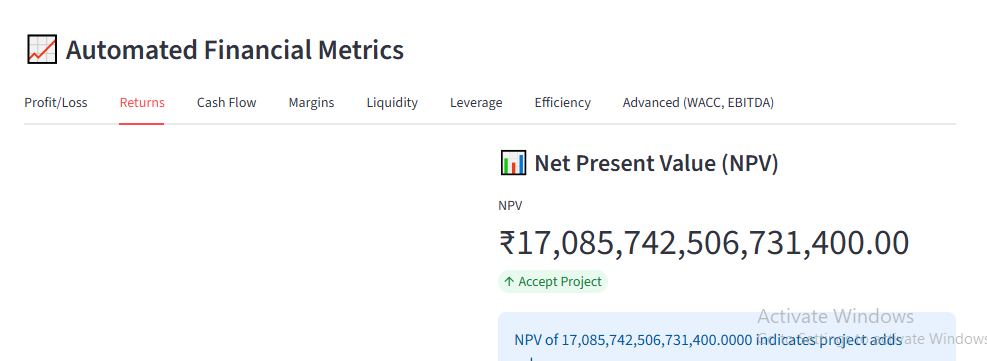 Automated Financial Metrics
Profit/Loss Returns Cash Flow Margins Liquidity Leverage Efficiency Advanced (WACC, EBITDA)
Net Present Value (NPV)
NPV
₹17,085,742,506,731,400.00
↑ Accept Project
NPV of 17,085,742,506,731,400.0000 indicates project adds
Activate Windows
Go to Settings to activate Windows